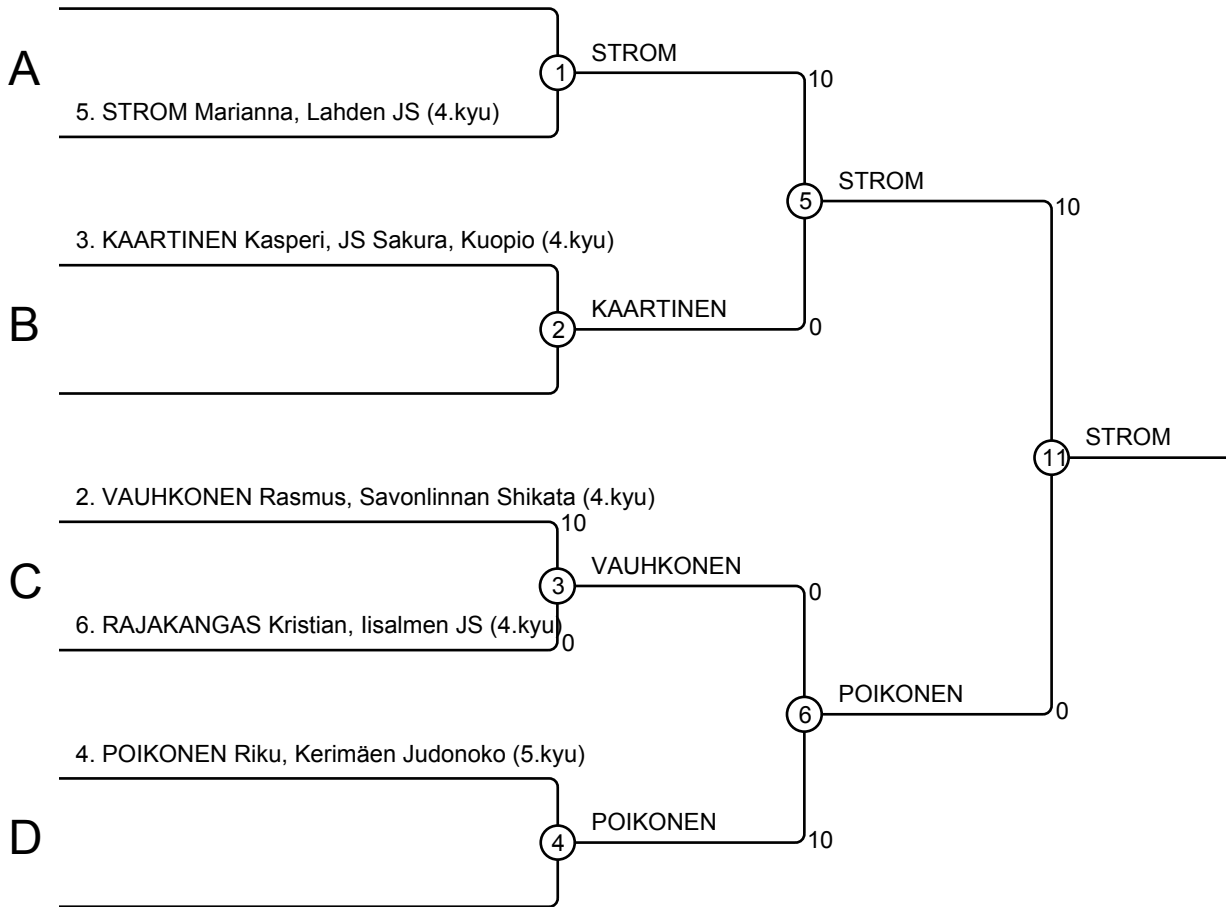 A
5. STROM Marianna, Lahden JS (4.kyu)
1
STROM
10
B
3. KAARTINEN Kasperi, JS Sakura, Kuopio (4.kyu)
2
KAARTINEN
0
5
STROM
10
C
2. VAUHKONEN Rasmus, Savonlinnan Shikata (4.kyu)
10
6. RAJAKANGAS Kristian, Iisalmen JS (4.kyu)
0
3
VAUHKONEN
0
D
4. POIKONEN Riku, Kerimäen Judonoko (5.kyu)
4
POIKONEN
10
6
POIKONEN
0
11
STROM